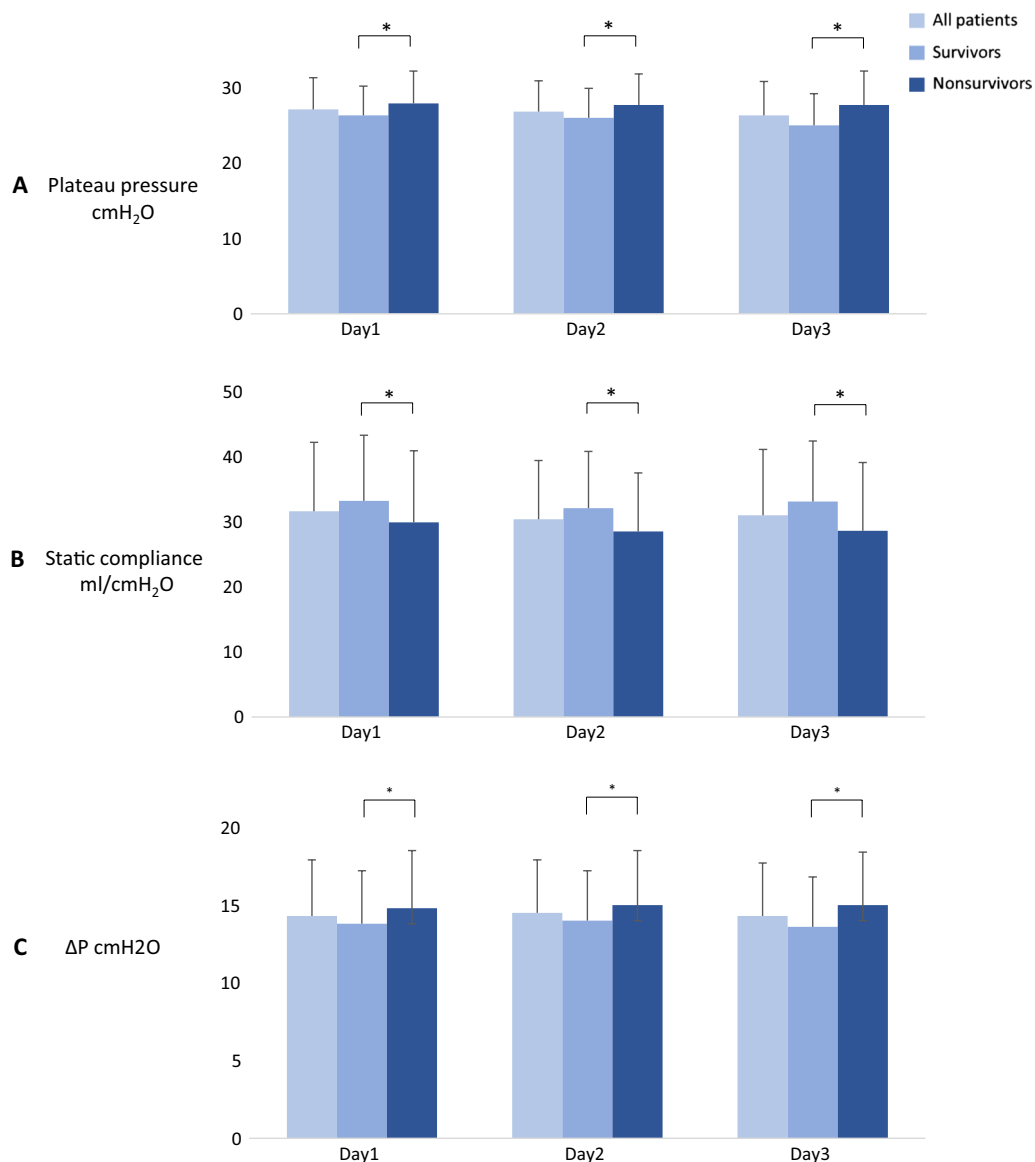 All patients
Survivors
Nonsurvivors
* * *
30
20
10
0
A Plateau pressure
cmH₂O
Day1 Day2 Day3
50
40
30
20
10
0
* * *
B Static compliance
ml/cmH₂O
Day1 Day2 Day3
* * *
20
15
10
5
0
C ΔP cmH2O
Day1 Day2 Day3